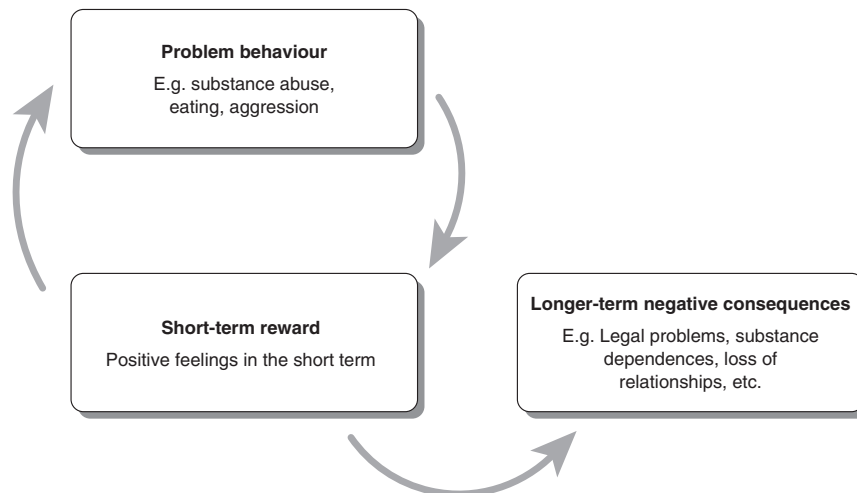 Problem behaviour
E.g. substance abuse,
eating, aggression
Short-term reward
Positive feelings in the short term
Longer-term negative consequences
E.g. Legal problems, substance
dependences, loss of
relationships, etc.